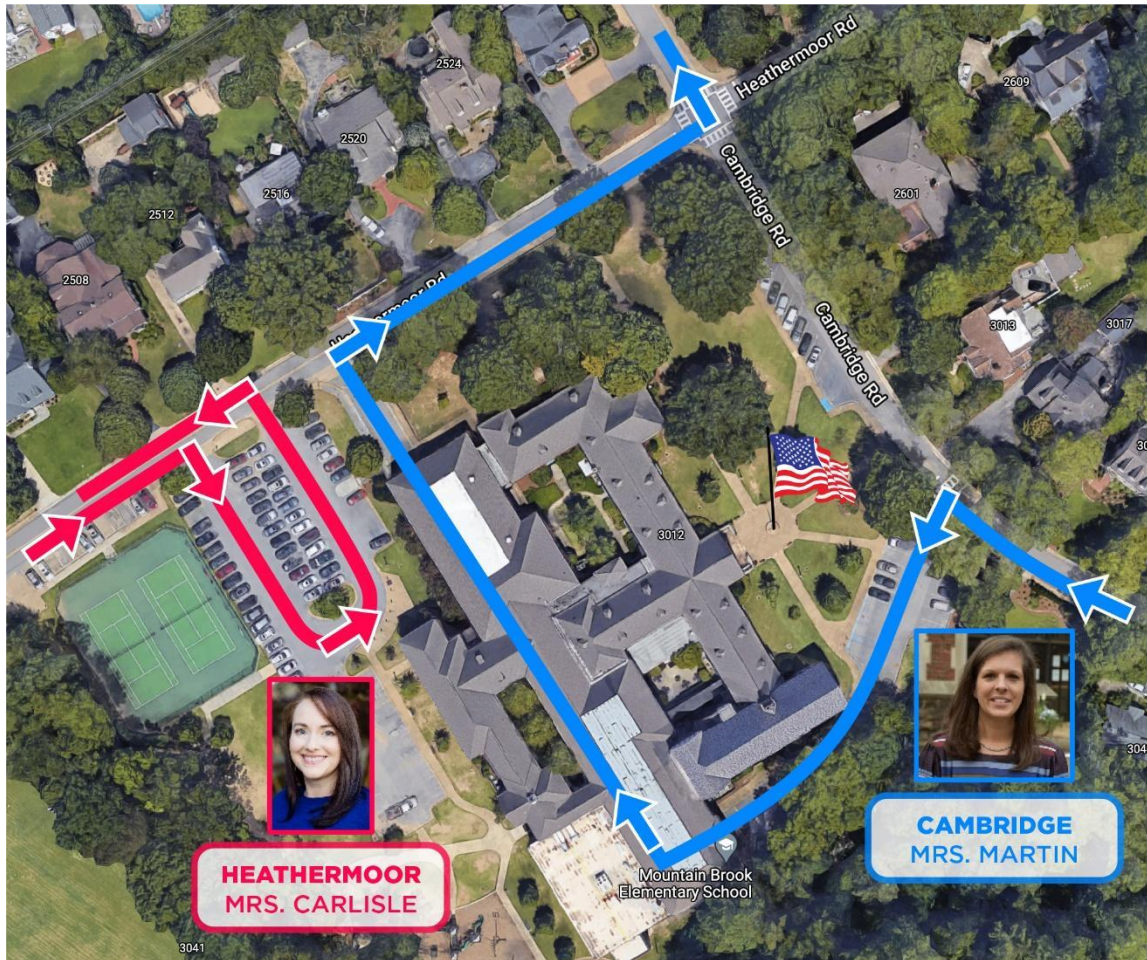 Heathermoor Rd
2524
2609
2520
Cambridge Rd
2601
2516
2512
2508
Cambridge Rd
3013
3017
3012
Mountain Brook
Elementary School
HEATHERMOOR
MRS. CARLISLE
CAMBRIDGE
MRS. MARTIN
3041